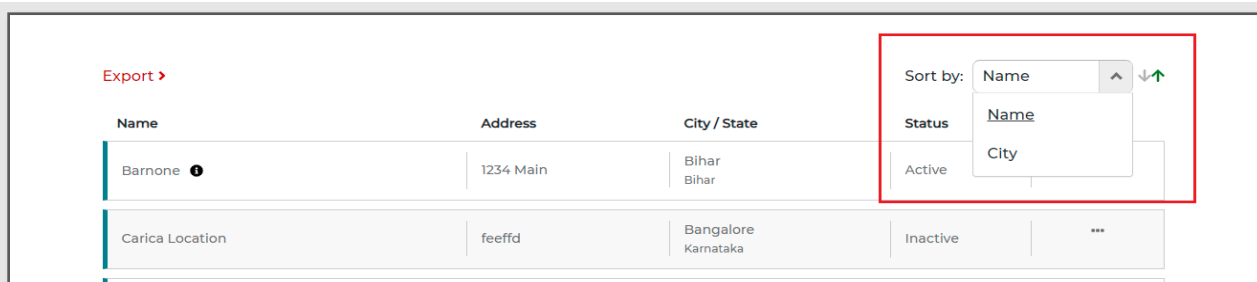 Export
Sort by: Name
Name
City
Name Address City / State Status
Barnone 1234 Main Bihar Active
Bihar
Carica Location feeffd Bangalore Inactive
Karnataka